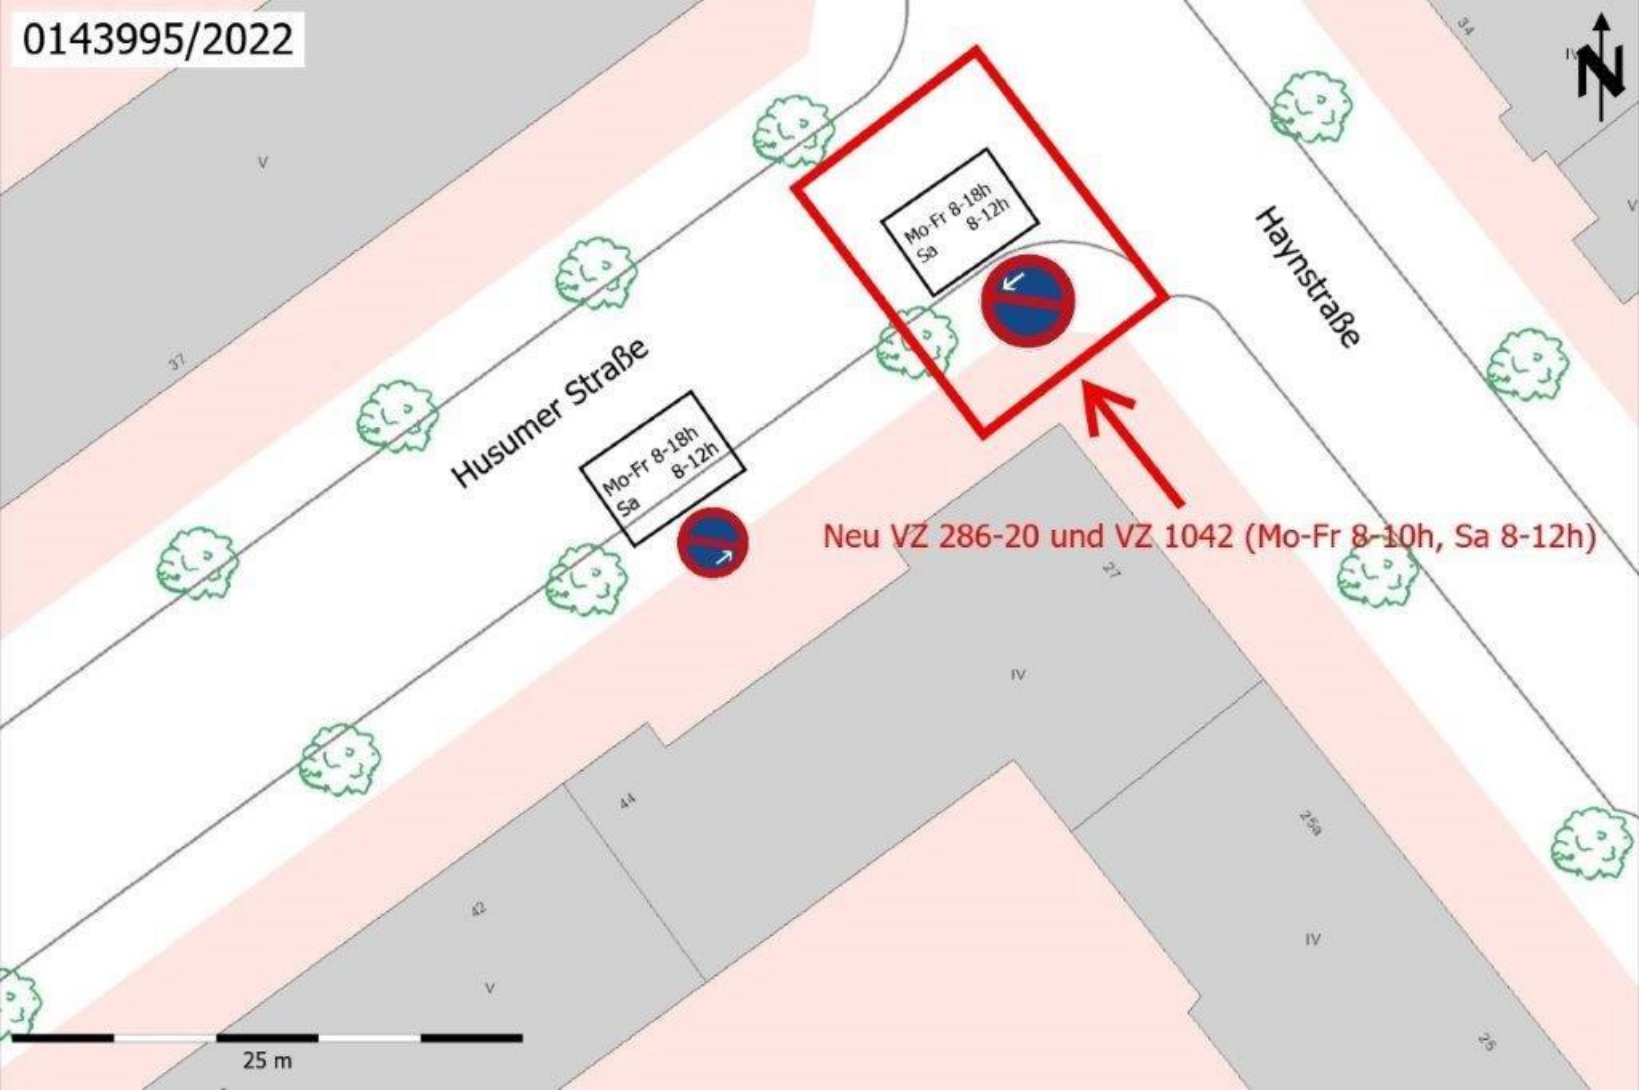 0143995/2022
34
IV
N
V
V
Mo-Fr 8-18h
Sa 8-12h
Haynstraße
37
Husumer Straße
Mo-Fr 8-18h
Sa 8-12h
Neu VZ 286-20 und VZ 1042 (Mo-Fr 8-10h, Sa 8-12h)
27
IV
44
25a
42
IV
V
25
25 m